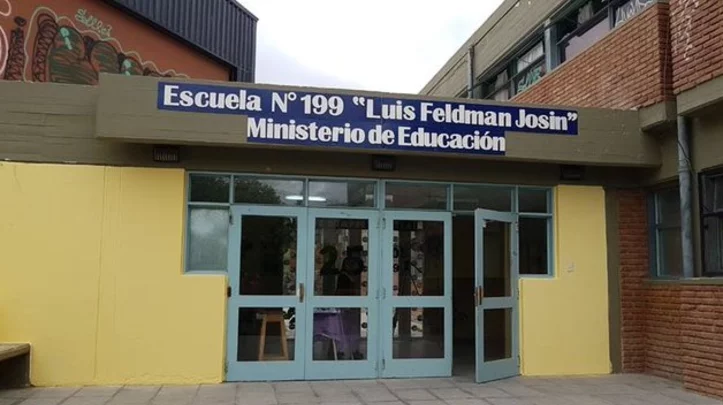 Escuela N° 199 "Luis Feldman Josin"
Ministerio de Educación